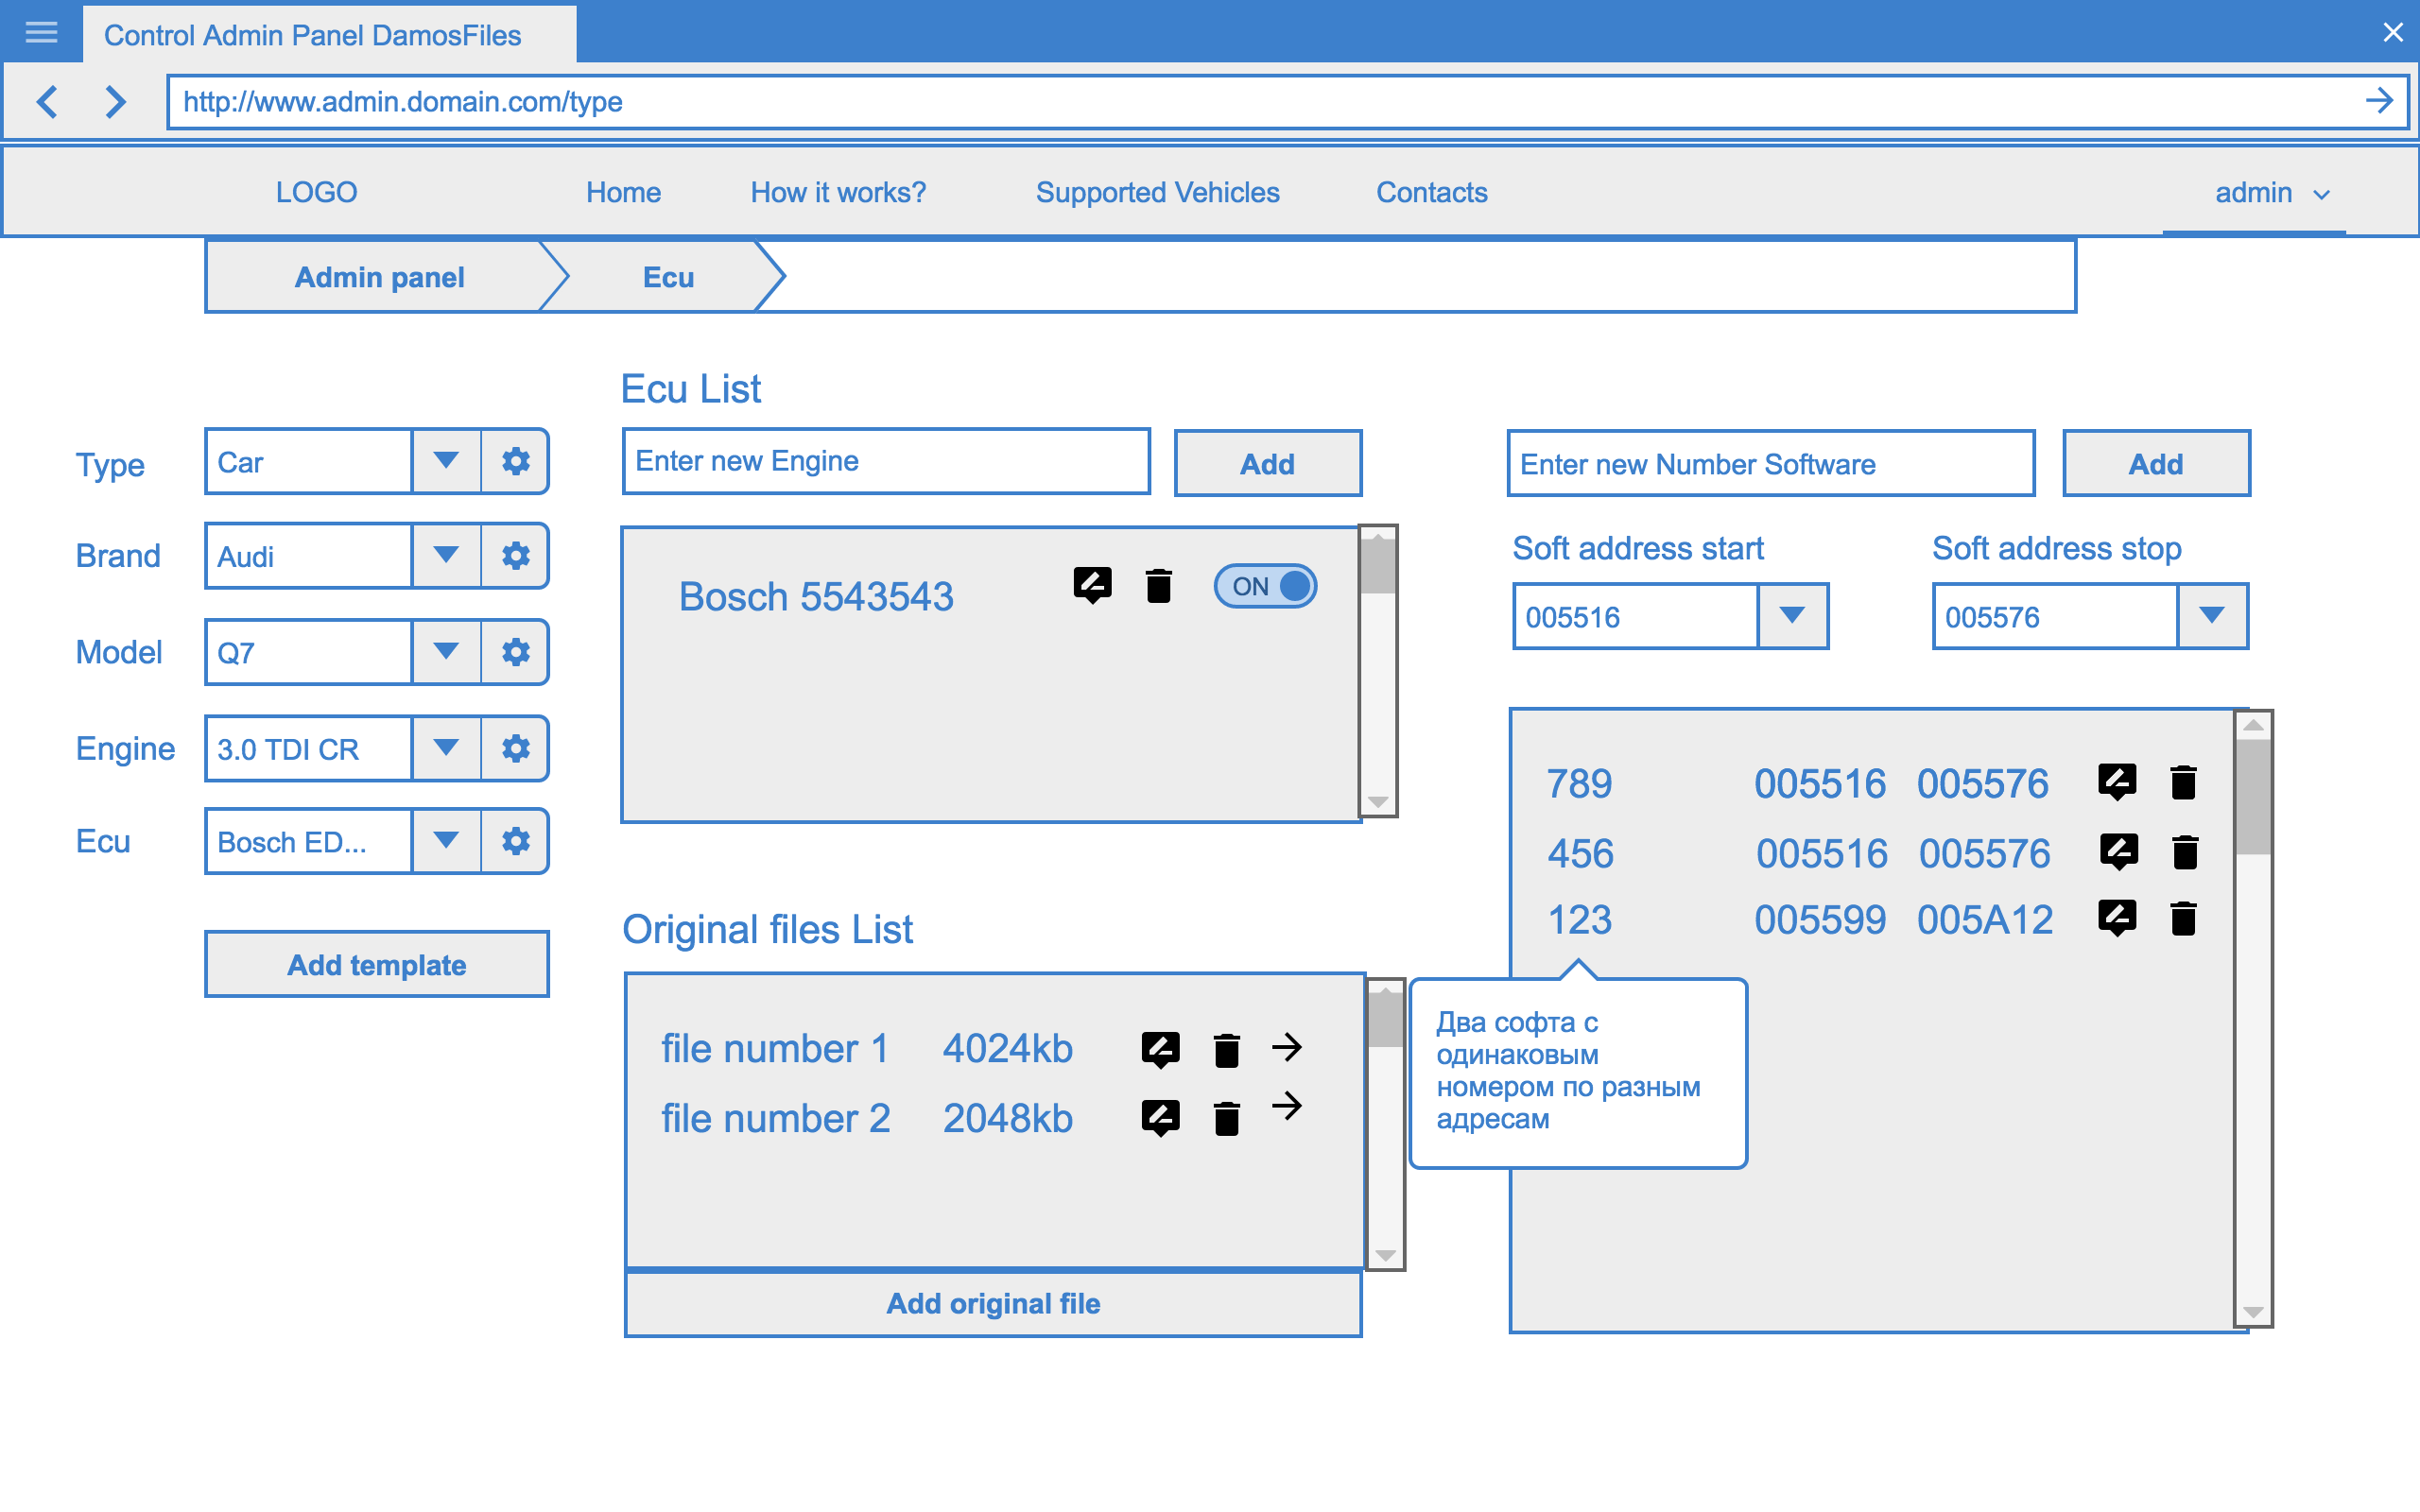 Control Admin Panel DamosFiles
http://www.admin.domain.com/type
LOGO Home How it works? Supported Vehicles Contacts admin
Admin panel Ecu
Type Car
Brand Audi
Model Q7
Engine 3.0 TDI CR
Ecu Bosch ED...
Add template
Ecu List
Enter new Engine Add
Bosch 5543543 ON
Original files List
file number 1 4024kb
file number 2 2048kb
Add original file
Enter new Number Software Add
Soft address start Soft address stop
005516 005576
789 005516 005576
456 005516 005576
123 005599 005A12
Два софта с
одинаковым
номером по разным
адресам